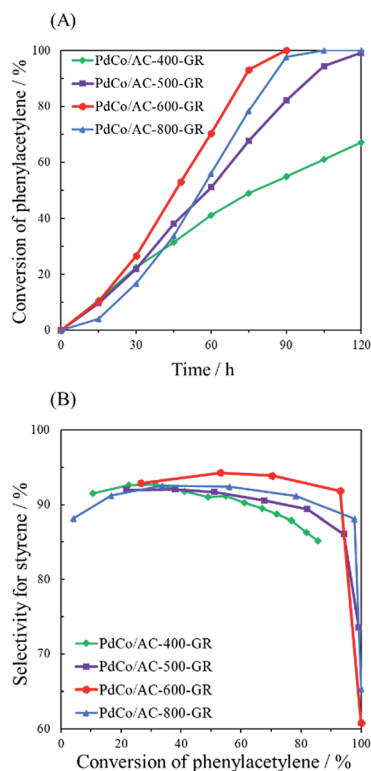 (A)
100
80
60
40
20
0
Conversion of phenylacetylene / %
PdCo/AC-400-GR
PdCo/AC-500-GR
PdCo/AC-600-GR
PdCo/AC-800-GR
0 30 60 90 120
Time / h
(B)
100
90
80
70
60
Selectivity for styrene / %
PdCo/AC-400-GR
PdCo/AC-500-GR
PdCo/AC-600-GR
PdCo/AC-800-GR
0 20 40 60 80 100
Conversion of phenylacetylene / %